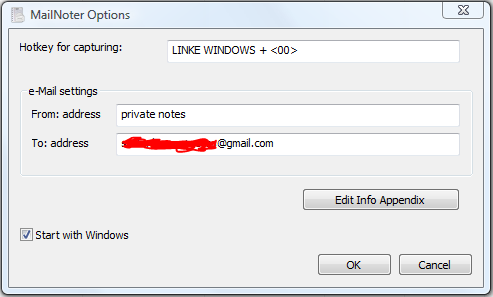 MailNoter Options
Hotkey for capturing: LINKE WINDOWS + <00>
e-Mail settings
From: address private notes
To: address @gmail.com
Edit Info Appendix
Start with Windows
OK Cancel